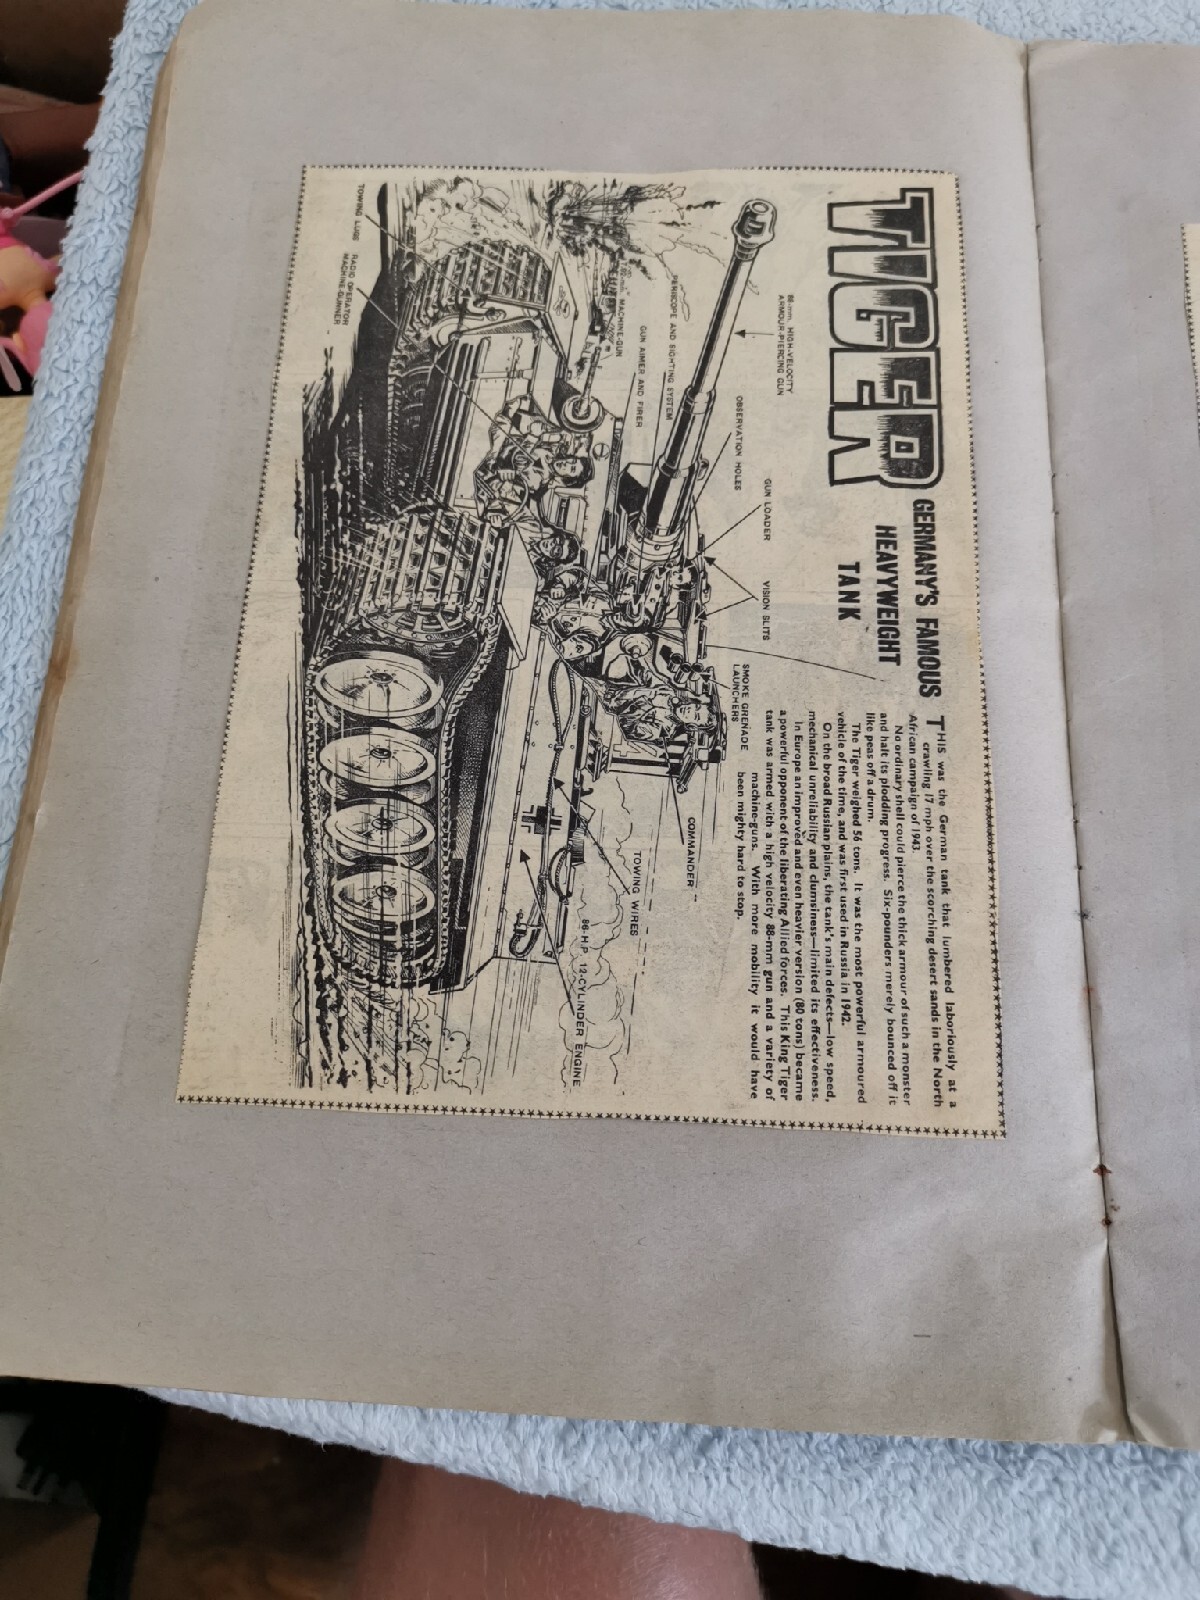 TIGER
GERMANY'S FAMOUS
HEAVYWEIGHT
TANK
THIS was the German tank that lumbered laboriously at a
crawling 17 mph over the scorching desert sands in the North
African campaign of 1943.
No ordinary shell could pierce the thick armour of such a monster
and halt its plodding progress. Six-pounders merely bounced off it
like peas off a drum.
The Tiger weighed 56 tons. It was the most powerful armoured
vehicle of the time, and was first used in Russia in 1942.
On the broad Russian plains, the tank's main defects—low speed,
mechanical unreliability and clumsiness—limited its effectiveness.
In Europe an improved and even heavier version (80 tons) became
a powerful opponent of the liberating Allied forces. This King Tiger
tank was armed with a high velocity 88-mm gun and a variety of
machine-guns. With more mobility it would have
been mighty hard to stop.
88-mm. HIGH-VELOCITY
ARMOUR-PIERCING GUN
OBSERVATION HOLES
GUN LOADER
VISION SLITS
SMOKE GRENADE
LAUNCHERS
PERISCOPE AND SIGHTING SYSTEM
GUN AIMER AND FIRER
MACHINE-GUN
COMMANDER
TOWING WIRES
H.P. 12-CYLINDER ENGINE
TOWING LUGS
RADIO OPERATOR
MACHINE-GUNNER